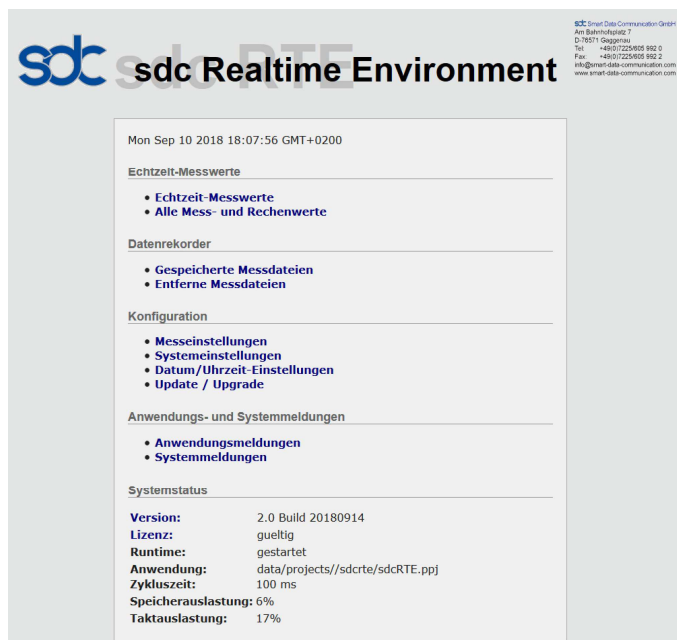 sdc
sdc RTE
sdc Realtime Environment
sdc Smart Data Communication GmbH
Am Bahnhofsplatz 7
D-76571 Gaggenau
Tel: +49(0)7225/605 992 0
Fax: +49(0)7225/605 992 2
info@smart-data-communication.com
www.smart-data-communication.com
Mon Sep 10 2018 18:07:56 GMT+0200
Echtzeit-Messwerte
• Echtzeit-Messwerte
• Alle Mess- und Rechenwerte
Datenrekorder
• Gespeicherte Messdateien
• Entferne Messdateien
Konfiguration
• Messeinstellungen
• Systemeinstellungen
• Datum/Uhrzeit-Einstellungen
• Update / Upgrade
Anwendungs- und Systemmeldungen
• Anwendungsmeldungen
• Systemmeldungen
Systemstatus
Version: 2.0 Build 20180914
Lizenz: gueltig
Runtime: gestartet
Anwendung: data/projects//sdcrte/sdcRTE.ppj
Zykluszeit: 100 ms
Speicherauslastung: 6%
Taktauslastung: 17%